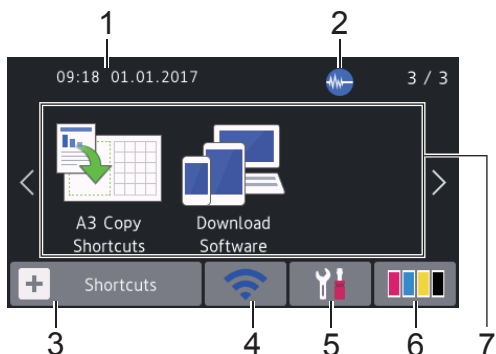 1
2
09:18 01.01.2017
3 / 3
A3 Copy
Shortcuts
Download
Software
+ Shortcuts
3
4
5
6
7